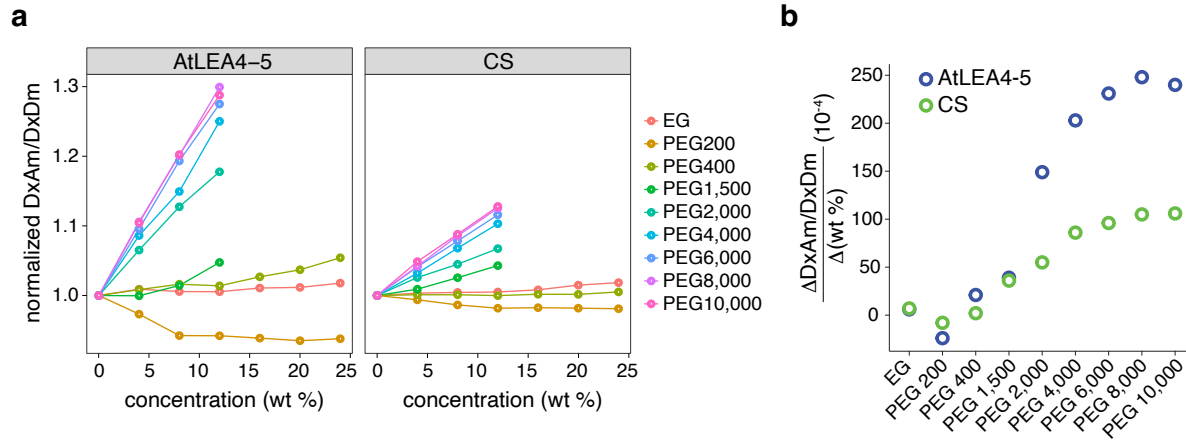 a
AtLEA4–5
CS
normalized DxAm/DxDm
1.3
1.2
1.1
1.0
0 5 10 15 20 25
0 5 10 15 20 25
concentration (wt %)
concentration (wt %)
EG
PEG200
PEG400
PEG1,500
PEG2,000
PEG4,000
PEG6,000
PEG8,000
PEG10,000
b
ΔDxAm/DxDm
Δ(wt %)
(10⁻⁴)
250
200
150
100
50
0
AtLEA4-5
CS
EG
PEG 200
PEG 400
PEG 1,500
PEG 2,000
PEG 4,000
PEG 6,000
PEG 8,000
PEG 10,000